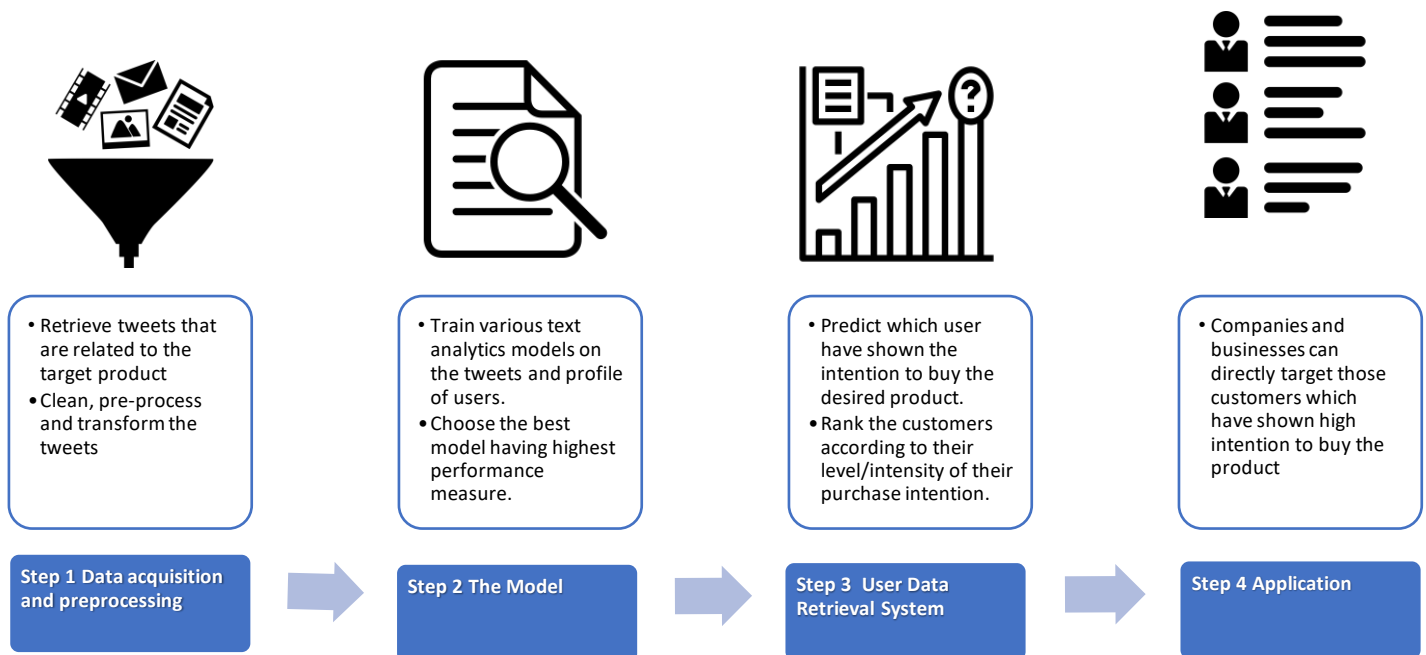 • Retrieve tweets that
are related to the
target product
• Clean, pre-process
and transform the
tweets
Step 1 Data acquisition
and preprocessing
• Train various text
analytics models on
the tweets and profile
of users.
• Choose the best
model having highest
performance
measure.
Step 2 The Model
?
• Predict which user
have shown the
intention to buy the
desired product.
• Rank the customers
according to their
level/intensity of their
purchase intention.
Step 3 User Data
Retrieval System
• Companies and
businesses can
directly target those
customers which
have shown high
intention to buy the
product
Step 4 Application